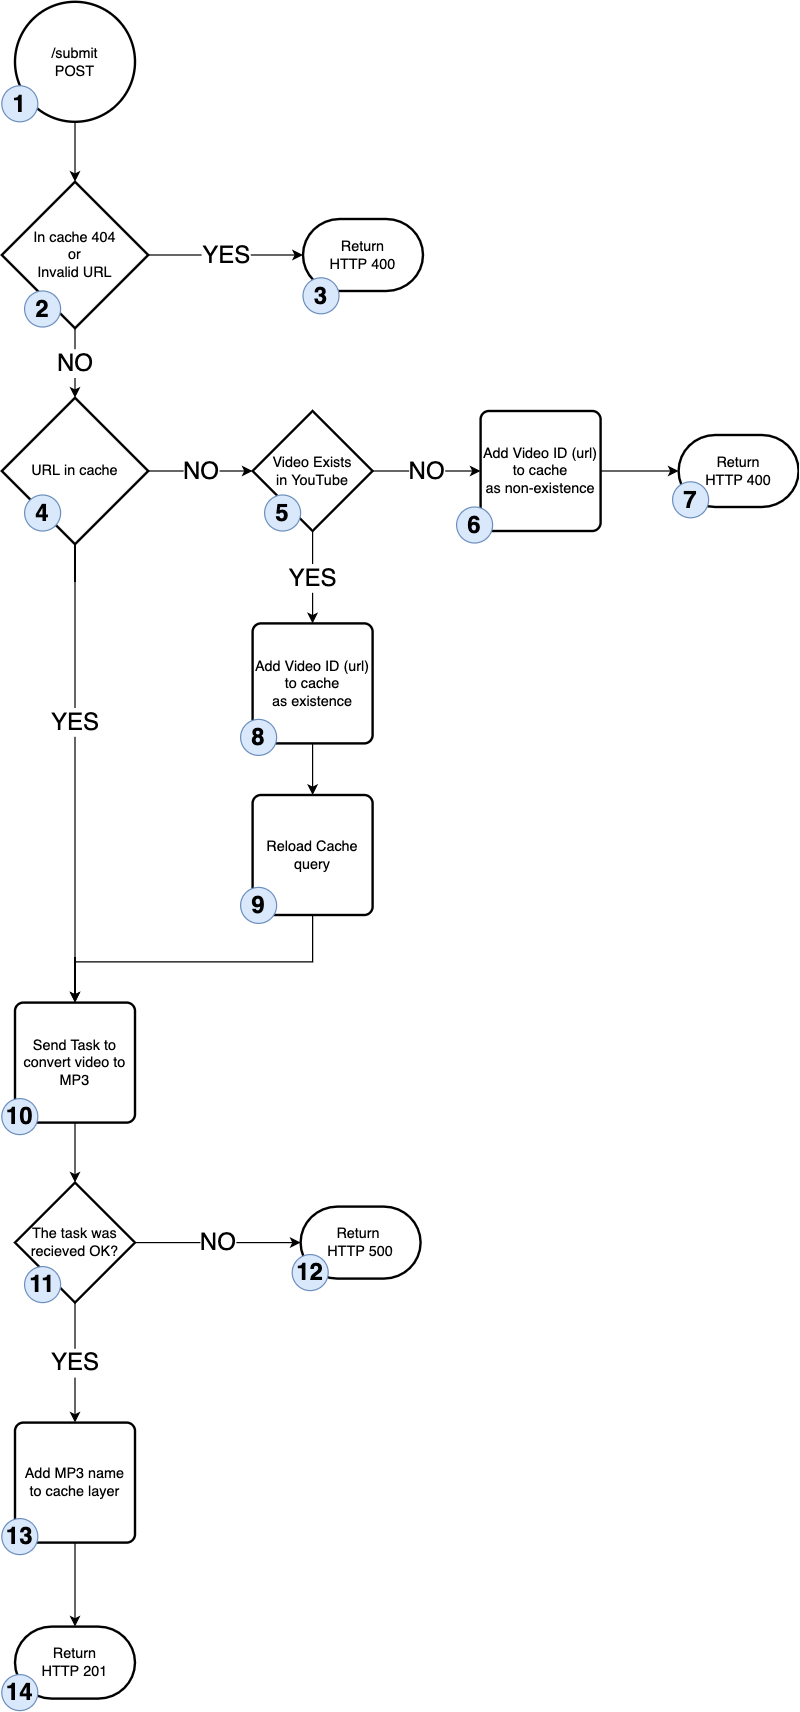 /submit
POST
1
In cache 404
or
Invalid URL
2
YES
Return
HTTP 400
3
NO
URL in cache
4
NO
Video Exists
in YouTube
5
NO
Add Video ID (url)
to cache
as non-existence
6
Return
HTTP 400
7
YES
Add Video ID (url)
to cache
as existence
8
YES
Reload Cache
query
9
Send Task to
convert video to
MP3
10
The task was
recieved OK?
11
NO
Return
HTTP 500
12
YES
Add MP3 name
to cache layer
13
Return
HTTP 201
14